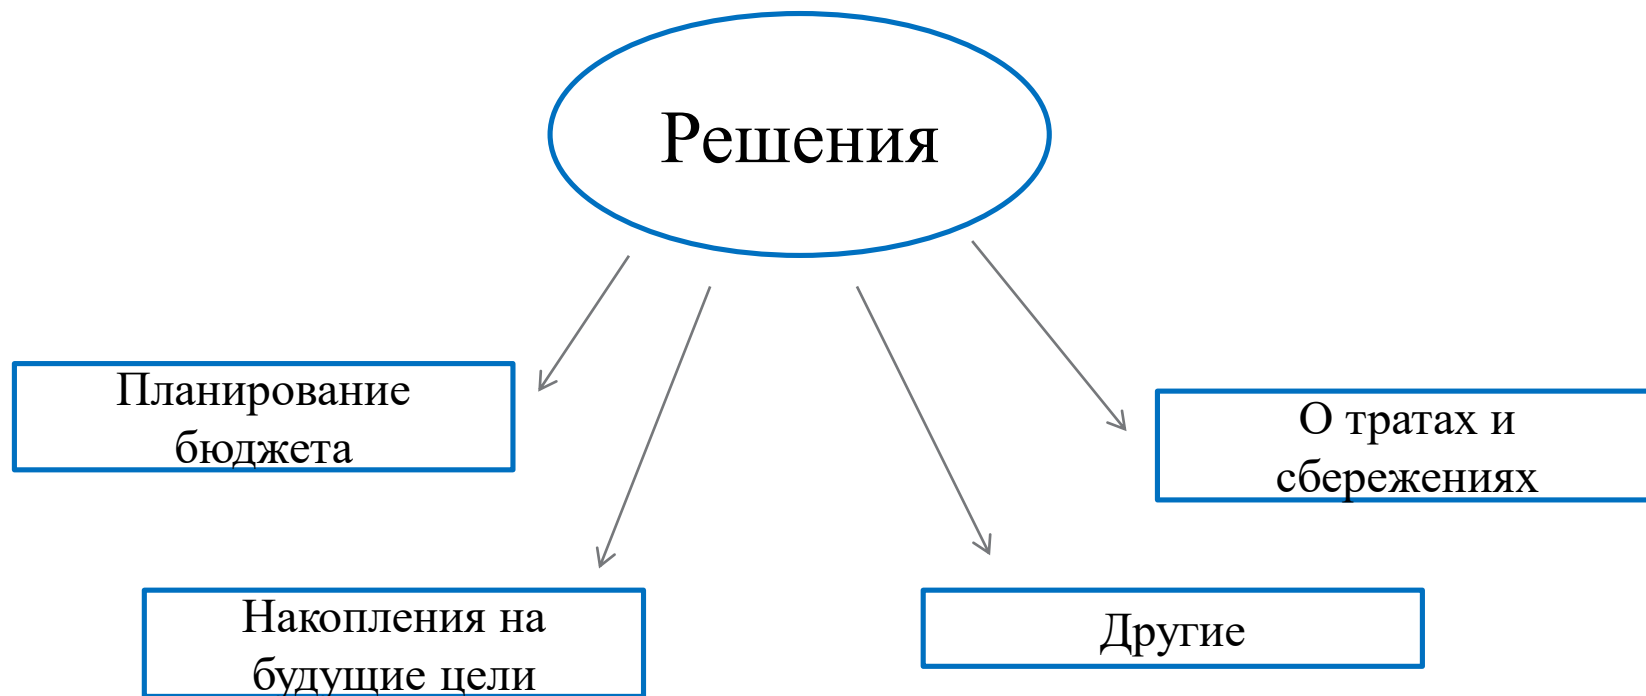 Решения
Планирование
бюджета
О тратах и
сбережениях
Накопления на
будущие цели
Другие